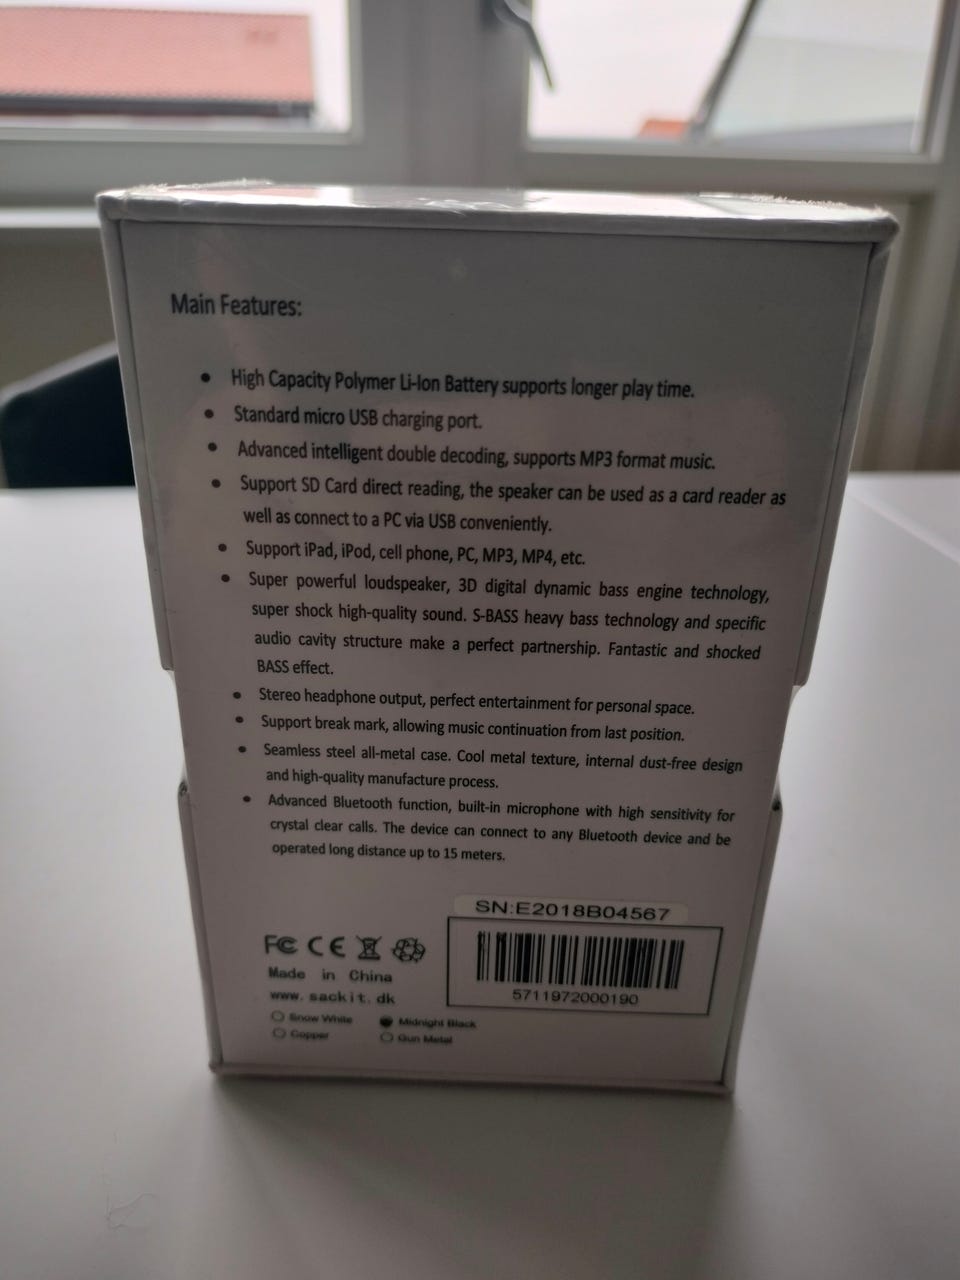 Main Features:
• High Capacity Polymer Li-Ion Battery supports longer play time.
• Standard micro USB charging port.
• Advanced intelligent double decoding, supports MP3 format music.
• Support SD Card direct reading, the speaker can be used as a card reader as
well as connect to a PC via USB conveniently.
• Support iPad, iPod, cell phone, PC, MP3, MP4, etc.
• Super powerful loudspeaker, 3D digital dynamic bass engine technology,
super shock high-quality sound. S-BASS heavy bass technology and specific
audio cavity structure make a perfect partnership. Fantastic and shocked
BASS effect.
• Stereo headphone output, perfect entertainment for personal space.
• Support break mark, allowing music continuation from last position.
• Seamless steel all-metal case. Cool metal texture, internal dust-free design
and high-quality manufacture process.
• Advanced Bluetooth function, built-in microphone with high sensitivity for
crystal clear calls. The device can connect to any Bluetooth device and be
operated long distance up to 15 meters.
SN:E2018B04567
5711972000190
FC CE
Made in China
www.sackit.dk
Snow White Midnight Black
Copper Gun Metal